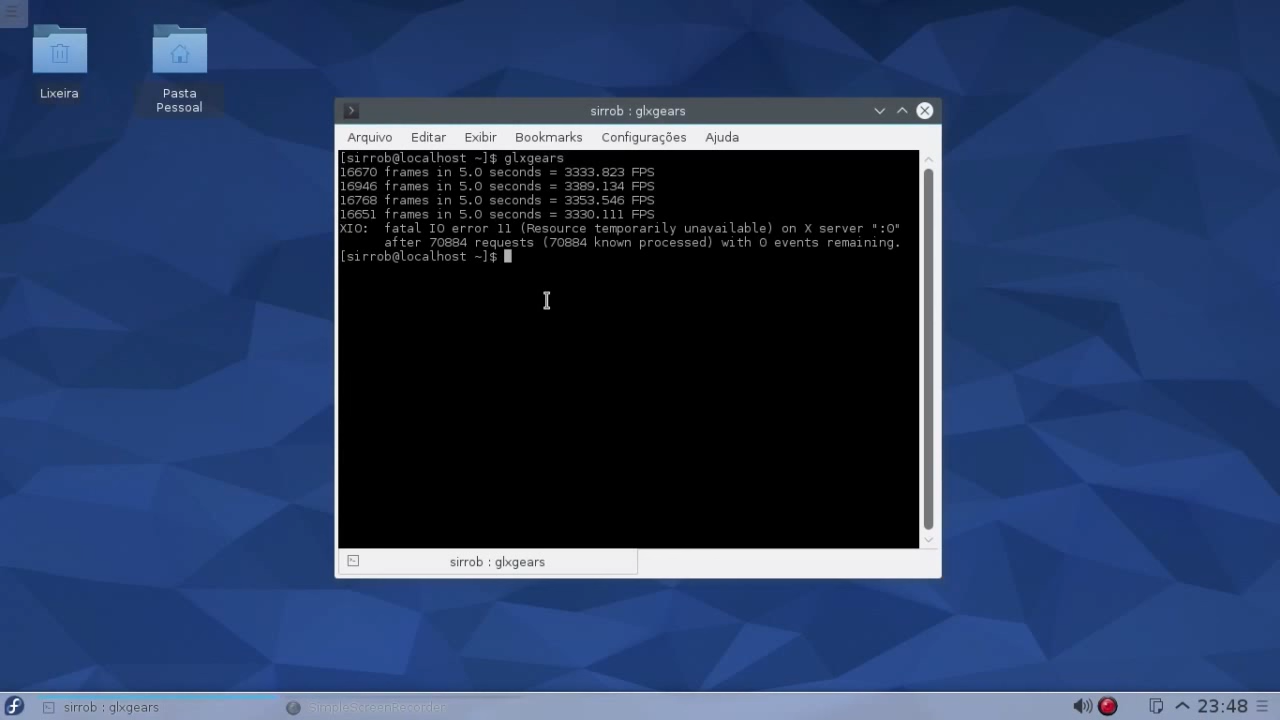 Lixeira
Pasta
Pessoal
sirrob : glxgears
Arquivo Editar Exibir Bookmarks Configurações Ajuda
[sirrob@localhost ~]$ glxgears
16670 frames in 5.0 seconds = 3333.823 FPS
16946 frames in 5.0 seconds = 3389.134 FPS
16768 frames in 5.0 seconds = 3353.546 FPS
16651 frames in 5.0 seconds = 3330.111 FPS
XIO:  fatal IO error 11 (Resource temporarily unavailable) on X server ":0"
      after 70884 requests (70884 known processed) with 0 events remaining.
[sirrob@localhost ~]$
sirrob : glxgears
sirrob : glxgears SimpleScreenRecorder 23:48